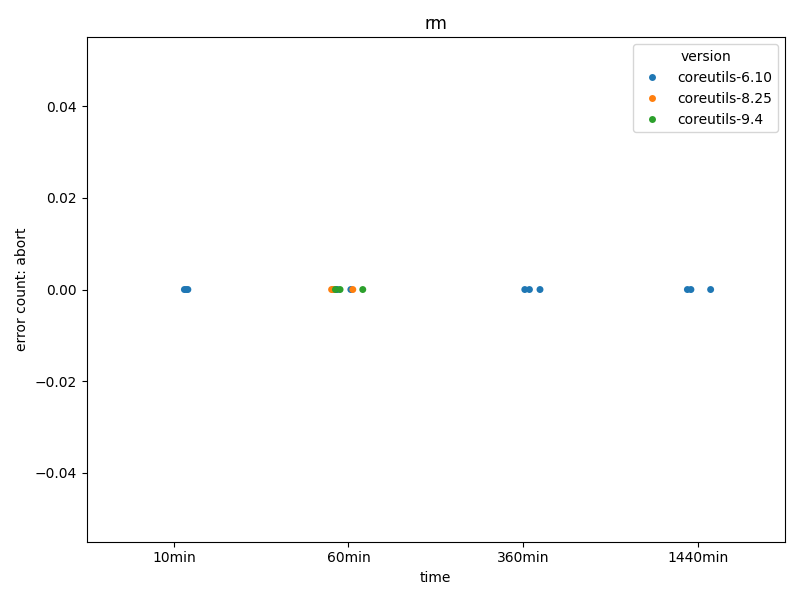 rm
version
coreutils-6.10
coreutils-8.25
coreutils-9.4
0.04
0.02
0.00
−0.02
−0.04
error count: abort
10min
60min
360min
1440min
time